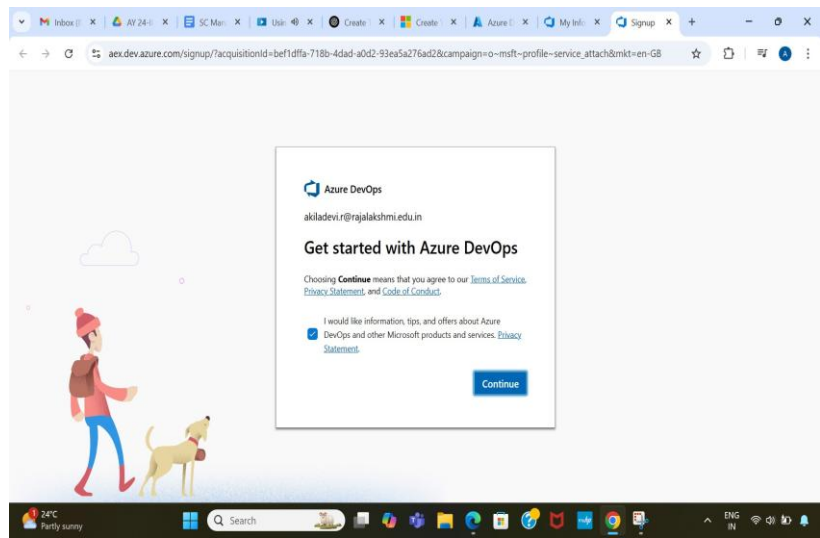 Inbox (
AY 24-
SC Man
Usin
Create
Create
Azure D
My Info
Signup
aex.dev.azure.com/signup/?acquisitionId=bef1dffa-718b-4dad-a0d2-93ea5a276ad2&campaign=o~msft~profile~service_attach&mkt=en-GB
A
Azure DevOps
akiladevi.r@rajalakshmi.edu.in
Get started with Azure DevOps
Choosing Continue means that you agree to our Terms of Service,
Privacy Statement, and Code of Conduct.
I would like information, tips, and offers about Azure
DevOps and other Microsoft products and services. Privacy
Statement.
Continue
1
24°C
Partly sunny
Search
ENG
IN